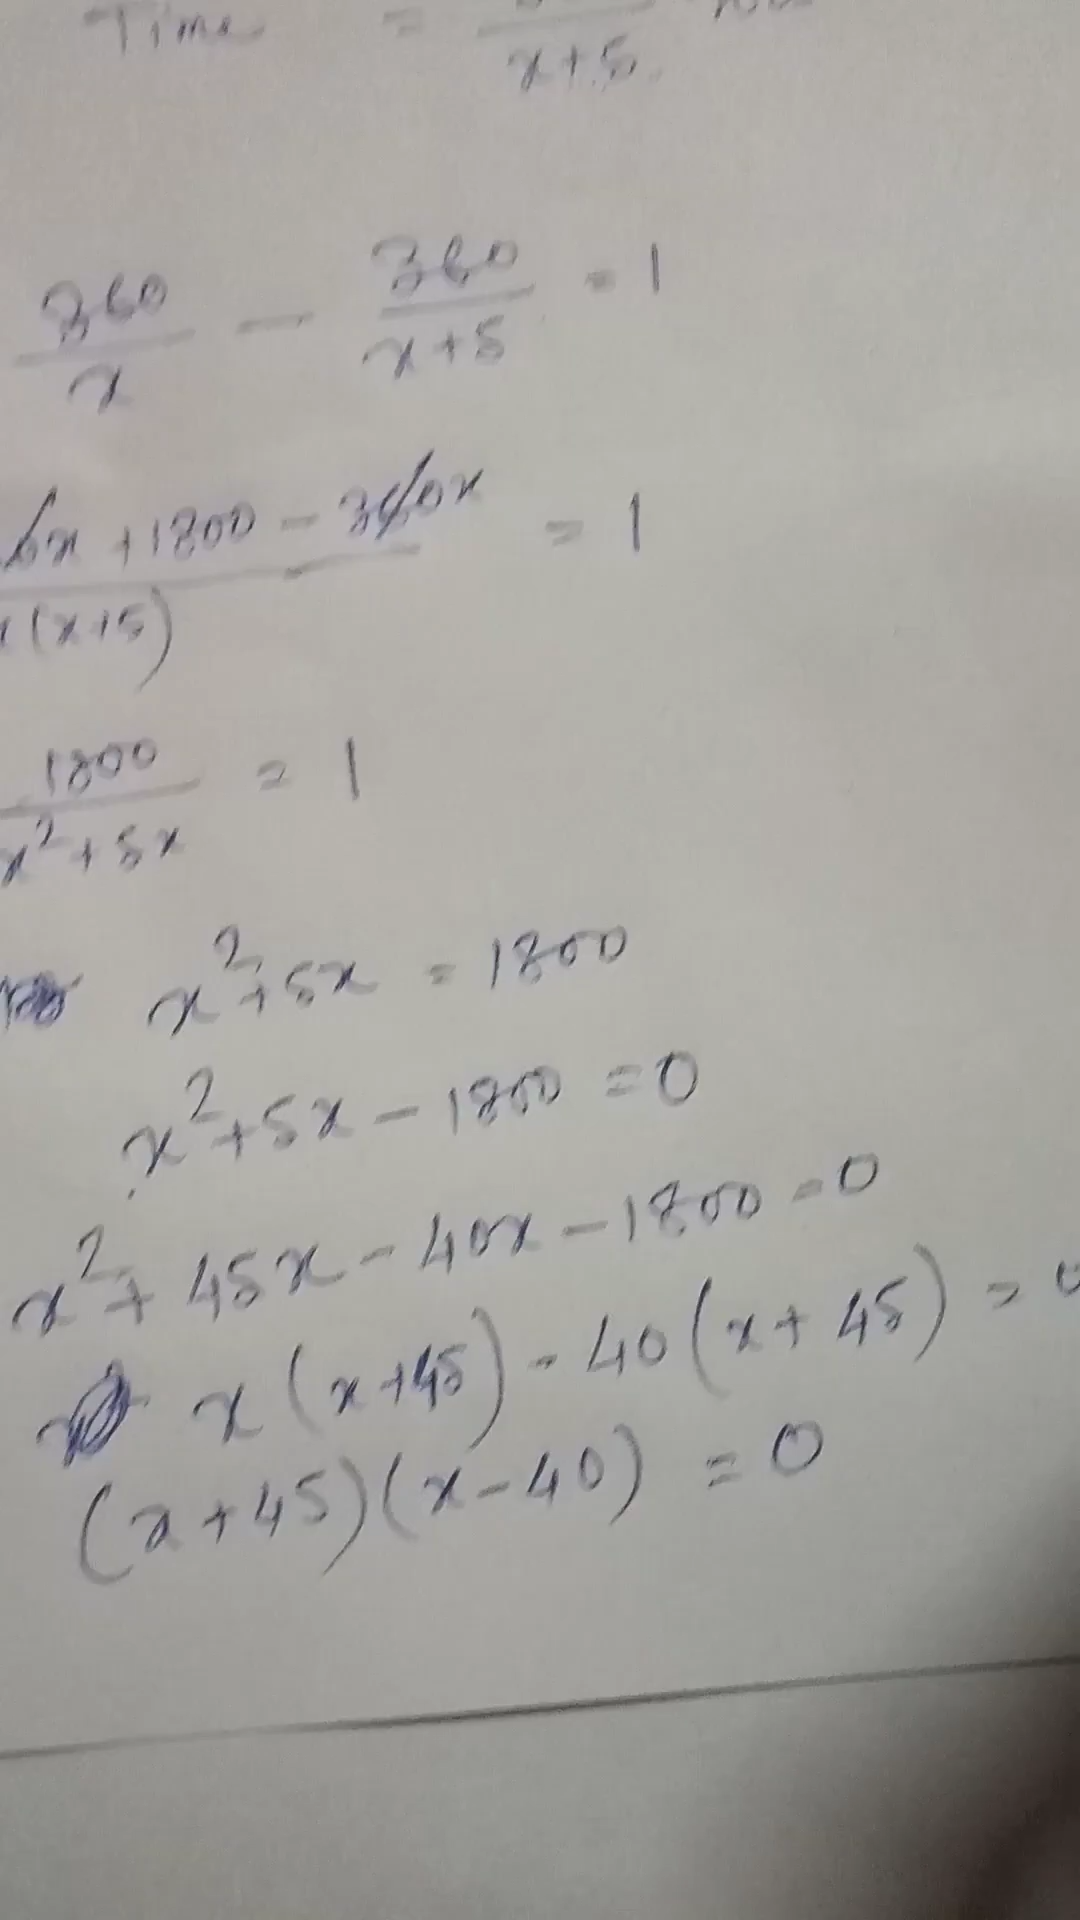 Time =   /x+5
360/x - 360/x+5 = 1
0x + 1800 - 360x / (x+5) = 1
1800/x²+5x = 1
x²+5x = 1800
x²+5x - 1800 = 0
x²+45x - 40x - 1800 = 0
x(x+45) - 40(x+45) = 0
(x+45)(x-40) = 0